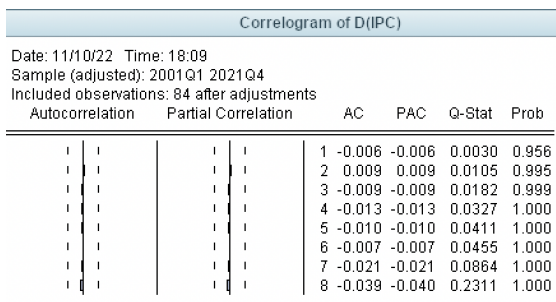 Correlogram of D(IPC)
Date: 11/10/22 Time: 18:09
Sample (adjusted): 2001Q1 2021Q4
Included observations: 84 after adjustments
Autocorrelation Partial Correlation AC PAC Q-Stat Prob
1 -0.006 -0.006 0.0030 0.956
2 0.009 0.009 0.0105 0.995
3 -0.009 -0.009 0.0182 0.999
4 -0.013 -0.013 0.0327 1.000
5 -0.010 -0.010 0.0411 1.000
6 -0.007 -0.007 0.0455 1.000
7 -0.021 -0.021 0.0864 1.000
8 -0.039 -0.040 0.2311 1.000